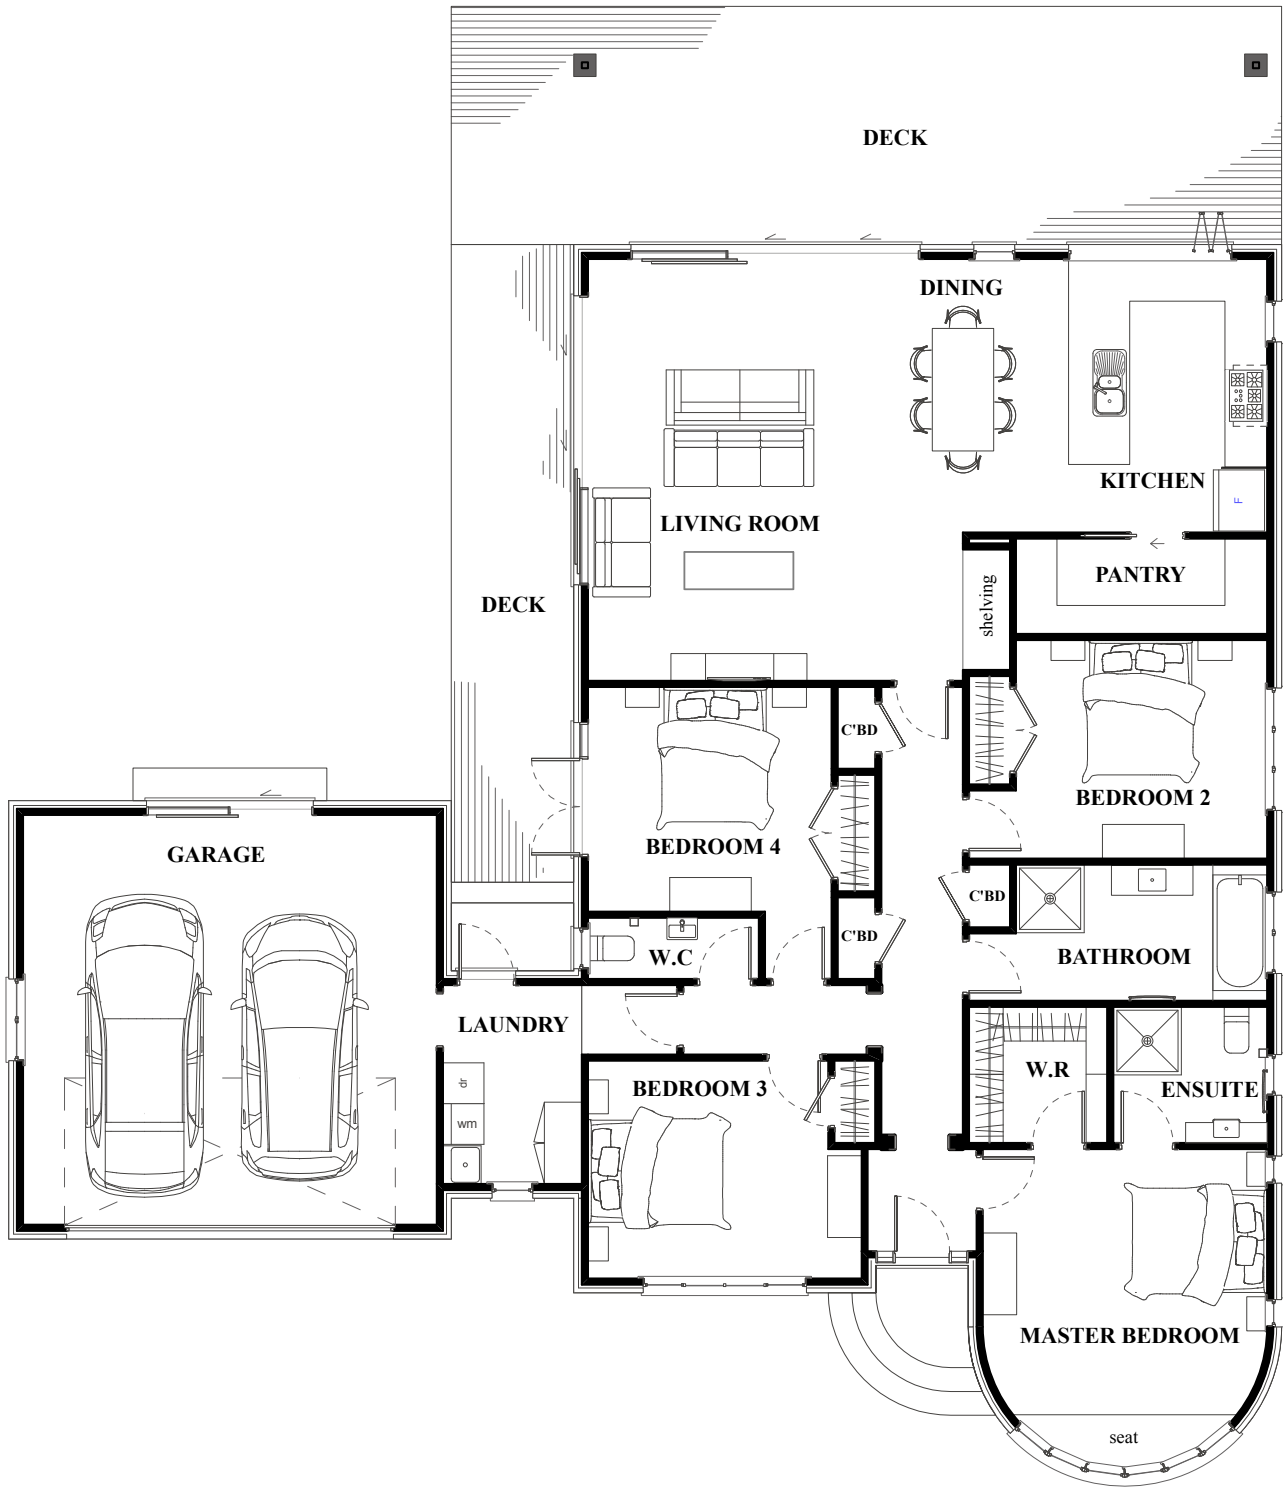 DECK
DINING
KITCHEN
F
LIVING ROOM
PANTRY
shelving
DECK
C'BD
BEDROOM 2
BEDROOM 4
GARAGE
C'BD
C'BD
W.C
BATHROOM
LAUNDRY
W.R
BEDROOM 3
ENSUITE
dr
wm
MASTER BEDROOM
seat